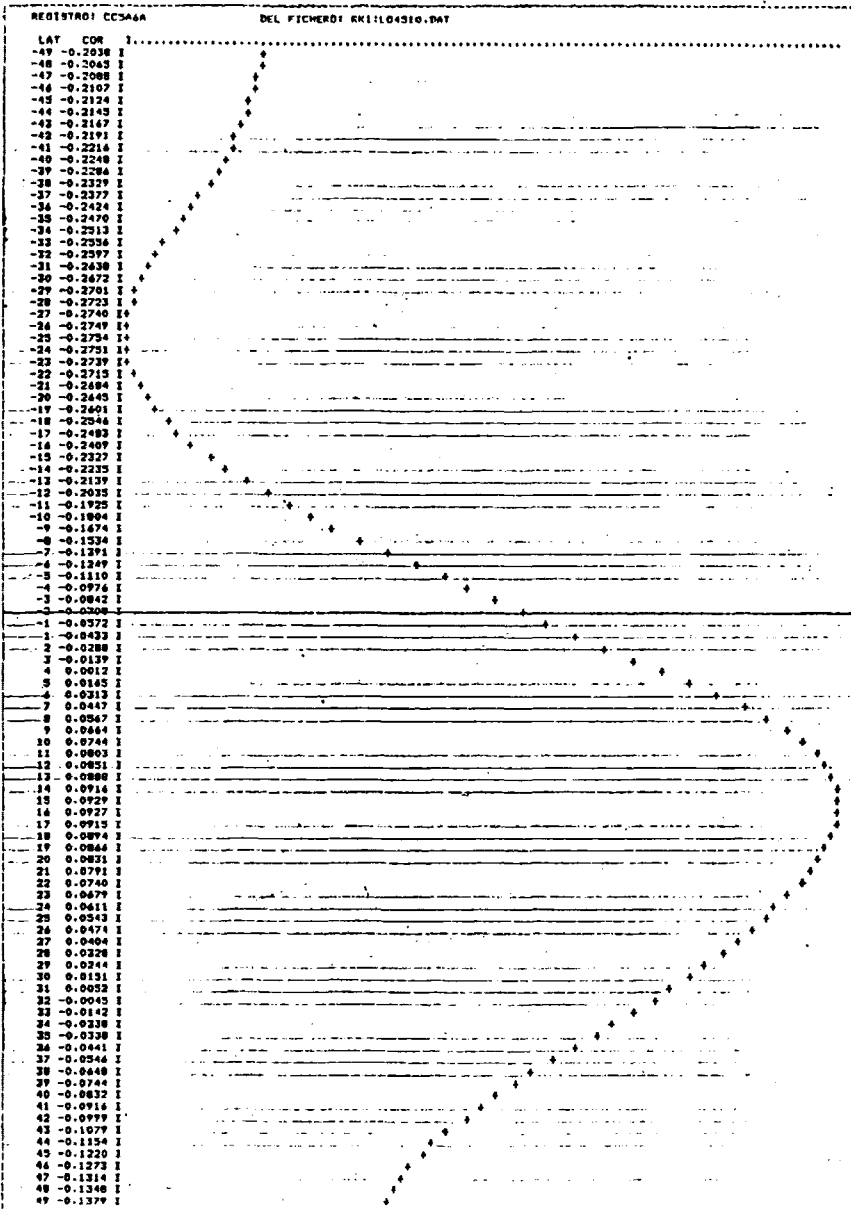 REGISTRO: CC5A6A DEL FICHERO: RK1:LO4510.DAT
LAT COR I
-49 -0.2038 I
-48 -0.2065 I
-47 -0.2088 I
-46 -0.2107 I
-45 -0.2124 I
-44 -0.2145 I
-43 -0.2167 I
-42 -0.2191 I
-41 -0.2216 I
-40 -0.2248 I
-39 -0.2286 I
-38 -0.2329 I
-37 -0.2377 I
-36 -0.2424 I
-35 -0.2470 I
-34 -0.2513 I
-33 -0.2556 I
-32 -0.2597 I
-31 -0.2638 I
-30 -0.2672 I
-29 -0.2701 I
-28 -0.2723 I
-27 -0.2740 I
-26 -0.2749 I
-25 -0.2754 I
-24 -0.2751 I
-23 -0.2739 I
-22 -0.2715 I
-21 -0.2684 I
-20 -0.2645 I
-19 -0.2601 I
-18 -0.2546 I
-17 -0.2483 I
-16 -0.2409 I
-15 -0.2327 I
-14 -0.2235 I
-13 -0.2139 I
-12 -0.2035 I
-11 -0.1925 I
-10 -0.1804 I
-9 -0.1674 I
-8 -0.1534 I
-7 -0.1391 I
-6 -0.1249 I
-5 -0.1110 I
-4 -0.0976 I
-3 -0.0842 I
-2 I
-1 -0.0572 I
1 -0.0433 I
2 -0.0288 I
3 -0.0139 I
4 0.0012 I
5 0.0165 I
6 0.0313 I
7 0.0447 I
8 0.0567 I
9 0.0664 I
10 0.0744 I
11 0.0803 I
12 0.0851 I
13 0.0888 I
14 0.0916 I
15 0.0929 I
16 0.0927 I
17 0.0915 I
18 0.0894 I
19 0.0866 I
20 0.0831 I
21 0.0791 I
22 0.0740 I
23 0.0679 I
24 0.0611 I
25 0.0543 I
26 0.0474 I
27 0.0404 I
28 0.0328 I
29 0.0244 I
30 0.0151 I
31 0.0052 I
32 -0.0045 I
33 -0.0142 I
34 -0.0238 I
35 -0.0338 I
36 -0.0441 I
37 -0.0546 I
38 -0.0648 I
39 -0.0744 I
40 -0.0832 I
41 -0.0916 I
42 -0.0999 I
43 -0.1079 I
44 -0.1154 I
45 -0.1220 I
46 -0.1273 I
47 -0.1314 I
48 -0.1348 I
49 -0.1379 I